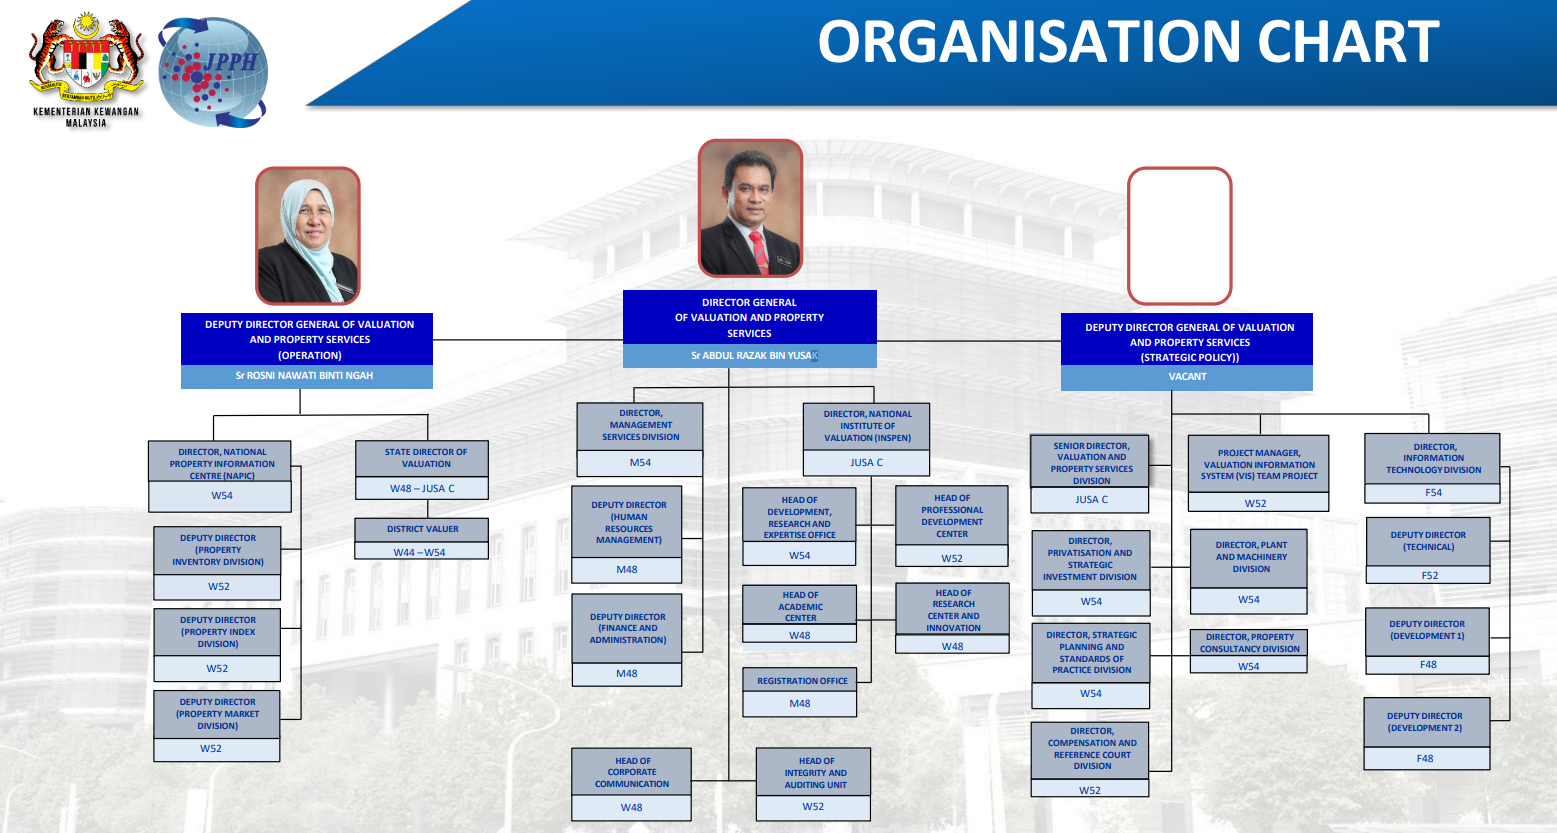 ORGANISATION CHART
JPPH
KEMENTERIAN KEWANGAN
MALAYSIA
DIRECTOR GENERAL
OF VALUATION AND PROPERTY
SERVICES
Sr ABDUL RAZAK BIN YUSAK
DEPUTY DIRECTOR GENERAL OF VALUATION
AND PROPERTY SERVICES
(OPERATION)
Sr ROSNI NAWATI BINTI NGAH
DEPUTY DIRECTOR GENERAL OF VALUATION
AND PROPERTY SERVICES
(STRATEGIC POLICY))
VACANT
DIRECTOR, NATIONAL
PROPERTY INFORMATION
CENTRE (NAPIC)
W54
DEPUTY DIRECTOR
(PROPERTY
INVENTORY DIVISION)
W52
DEPUTY DIRECTOR
(PROPERTY INDEX
DIVISION)
W52
DEPUTY DIRECTOR
(PROPERTY MARKET
DIVISION)
W52
STATE DIRECTOR OF
VALUATION
W48 – JUSA C
DISTRICT VALUER
W44 – W54
DIRECTOR,
MANAGEMENT
SERVICES DIVISION
M54
DEPUTY DIRECTOR
(HUMAN
RESOURCES
MANAGEMENT)
M48
DEPUTY DIRECTOR
(FINANCE AND
ADMINISTRATION)
M48
DIRECTOR, NATIONAL
INSTITUTE OF
VALUATION (INSPEN)
JUSA C
HEAD OF
DEVELOPMENT,
RESEARCH AND
EXPERTISE OFFICE
W54
HEAD OF
PROFESSIONAL
DEVELOPMENT
CENTER
W52
HEAD OF
ACADEMIC
CENTER
W48
HEAD OF
RESEARCH
CENTER AND
INNOVATION
W48
REGISTRATION OFFICE
M48
HEAD OF
CORPORATE
COMMUNICATION
W48
HEAD OF
INTEGRITY AND
AUDITING UNIT
W52
SENIOR DIRECTOR,
VALUATION AND
PROPERTY SERVICES
DIVISION
JUSA C
PROJECT MANAGER,
VALUATION INFORMATION
SYSTEM (VIS) TEAM PROJECT
W52
DIRECTOR,
PRIVATISATION AND
STRATEGIC
INVESTMENT DIVISION
W54
DIRECTOR, PLANT
AND MACHINERY
DIVISION
W54
DIRECTOR, STRATEGIC
PLANNING AND
STANDARDS OF
PRACTICE DIVISION
W54
DIRECTOR, PROPERTY
CONSULTANCY DIVISION
W54
DIRECTOR,
COMPENSATION AND
REFERENCE COURT
DIVISION
W52
DIRECTOR,
INFORMATION
TECHNOLOGY DIVISION
F54
DEPUTY DIRECTOR
(TECHNICAL)
F52
DEPUTY DIRECTOR
(DEVELOPMENT 1)
F48
DEPUTY DIRECTOR
(DEVELOPMENT 2)
F48